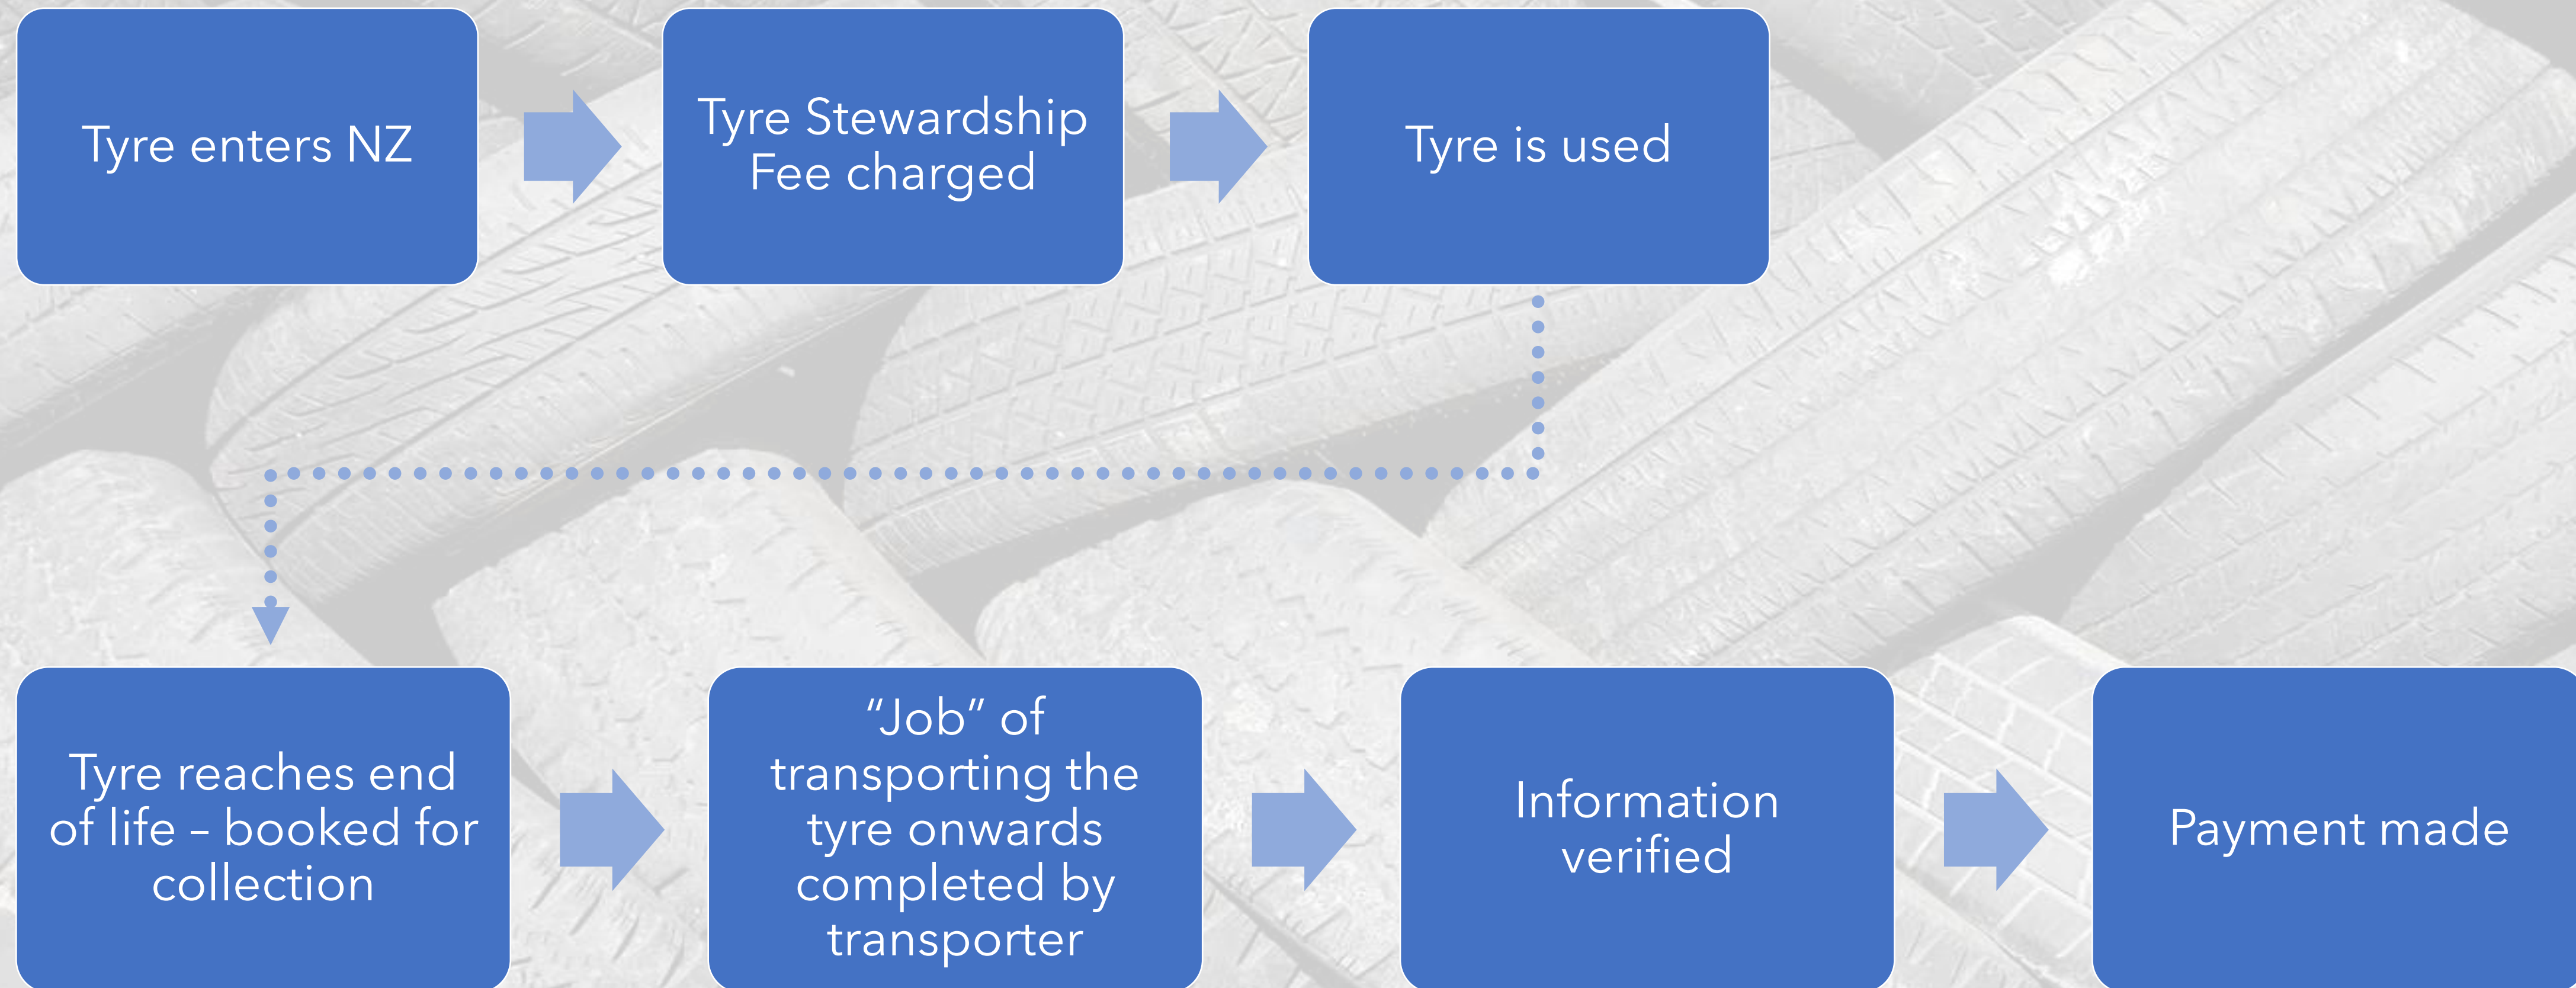 Tyre enters NZ
Tyre Stewardship
Fee charged
Tyre is used
Tyre reaches end
of life – booked for
collection
“Job” of
transporting the
tyre onwards
completed by
transporter
Information
verified
Payment made